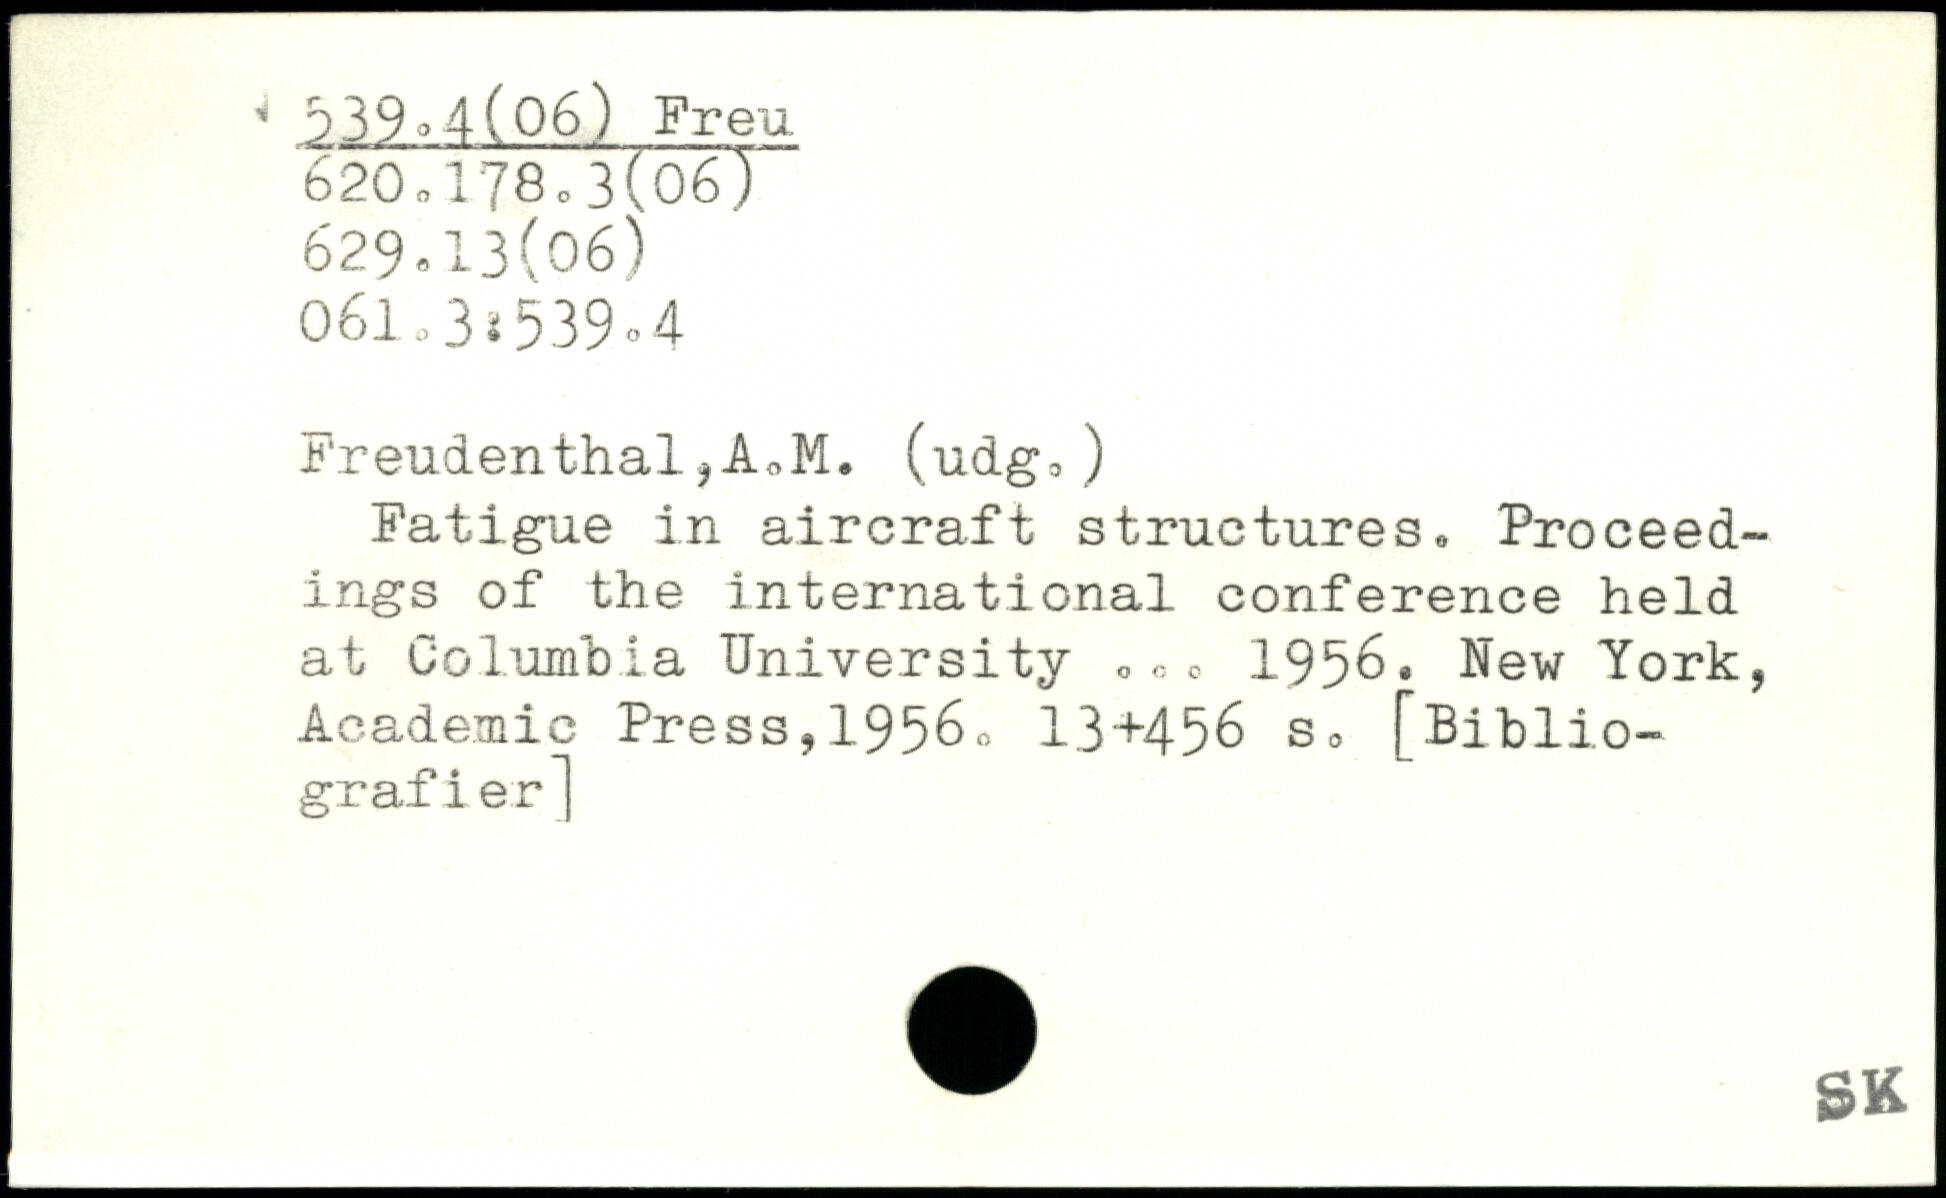 539.4(06) Freu
620.178.3(06)
629.13(06)
061.3:539.4
Freudenthal,A.M. (udg.)
Fatigue in aircraft structures. Proceed-
ings of the international conference held
at Columbia University ... 1956. New York,
Academic Press,1956. 13+456 s. [Biblio-
grafier]
SK